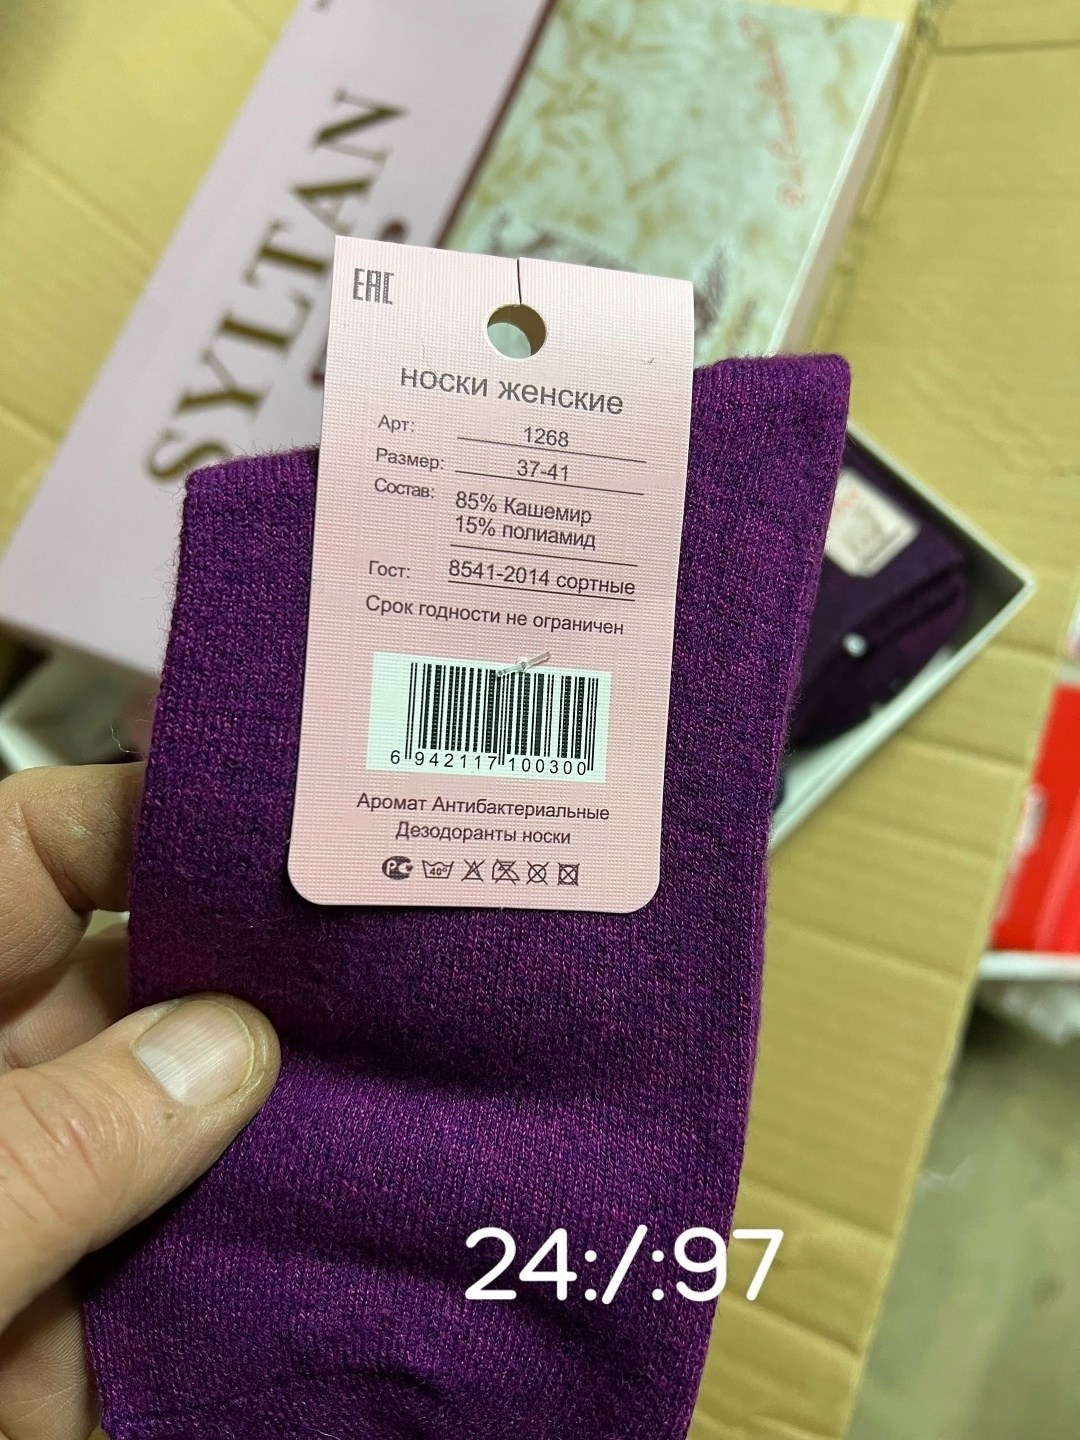 SYLTAN
EAC
носки женские
Арт: 1268
Размер: 37-41
Состав: 85% Кашемир
15% полиамид
Гост: 8541-2014 сортные
Срок годности не ограничен
6 942117 100300
Аромат Антибактериальные
Дезодоранты носки
РС 40°
24:/:97